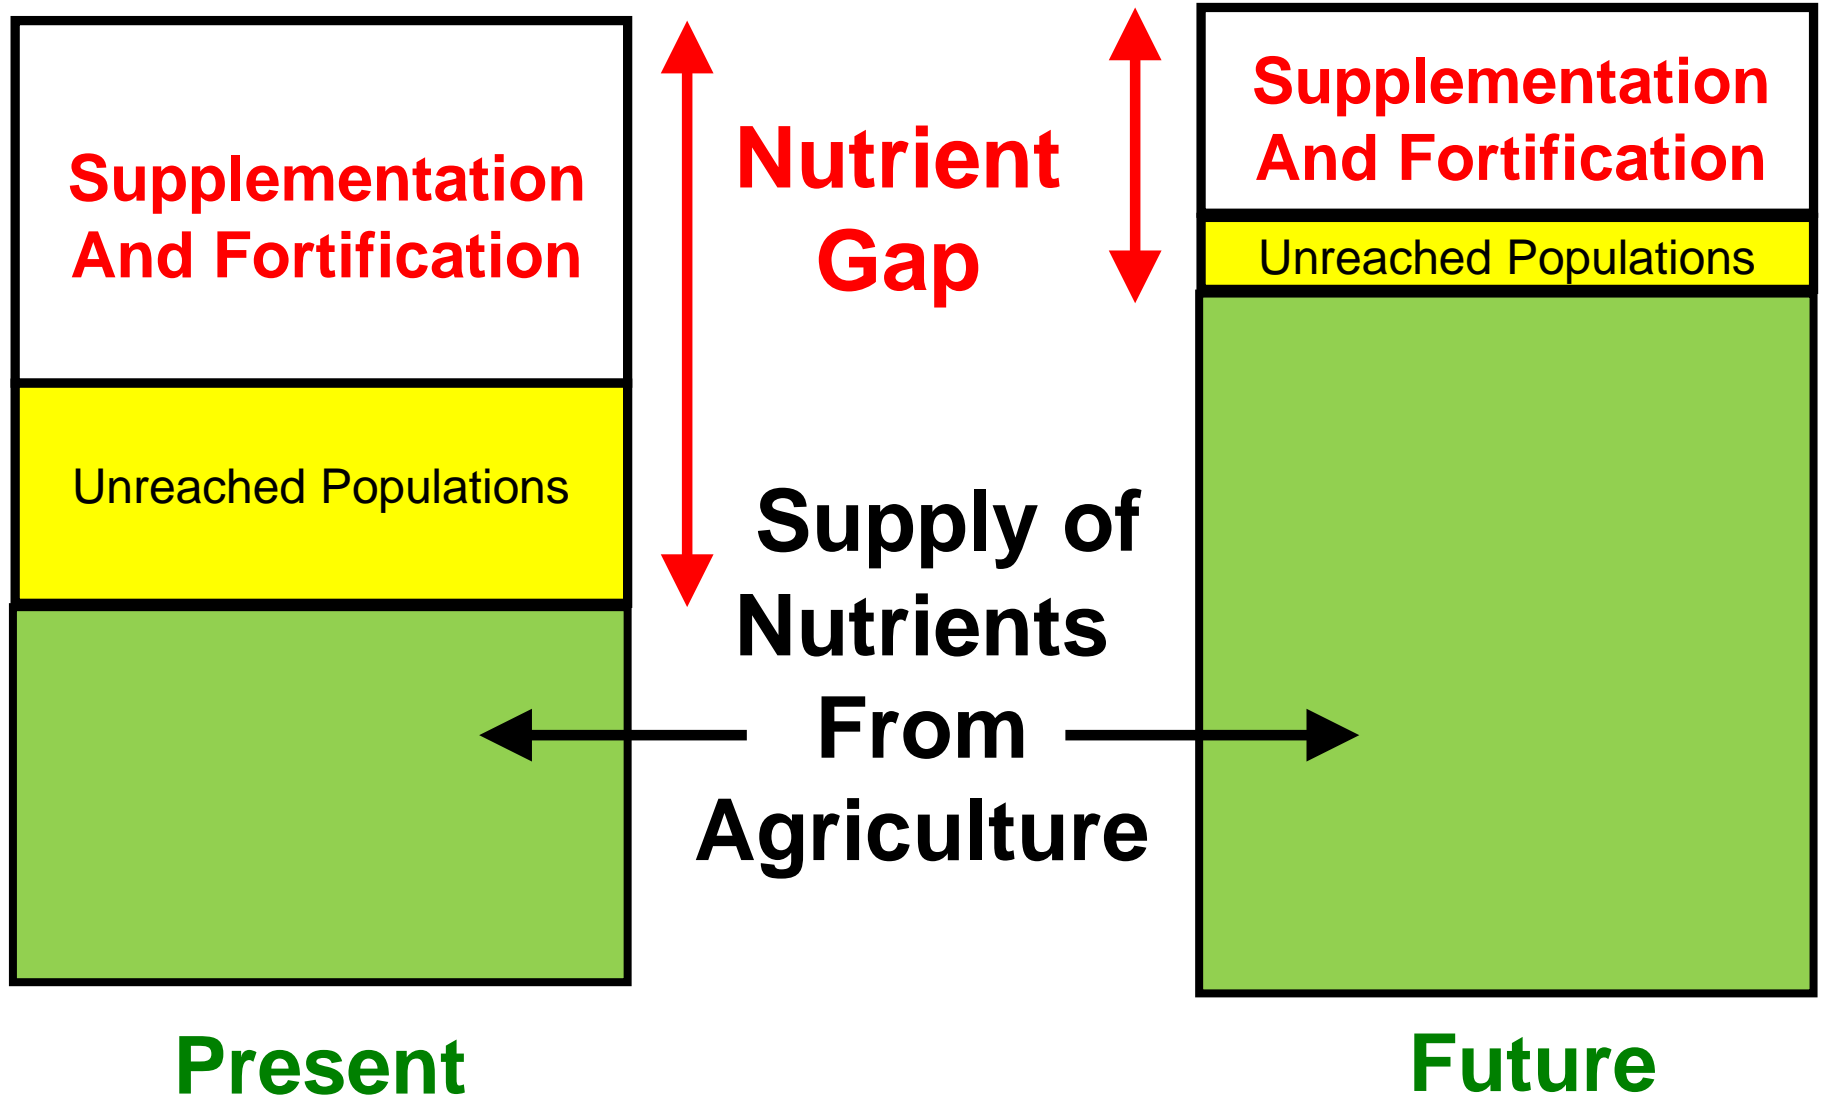 Supplementation
And Fortification
Unreached Populations
Present
Nutrient
Gap
Supply of
Nutrients
From
Agriculture
Supplementation
And Fortification
Unreached Populations
Future